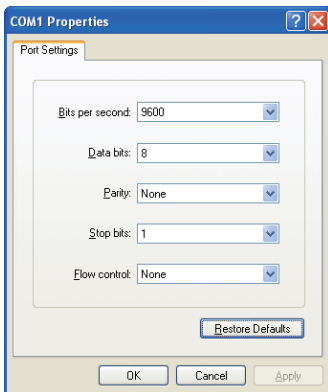 COM1 Properties
Port Settings
Bits per second: 9600
Data bits: 8
Parity: None
Stop bits: 1
Flow control: None
Restore Defaults
OK Cancel Apply